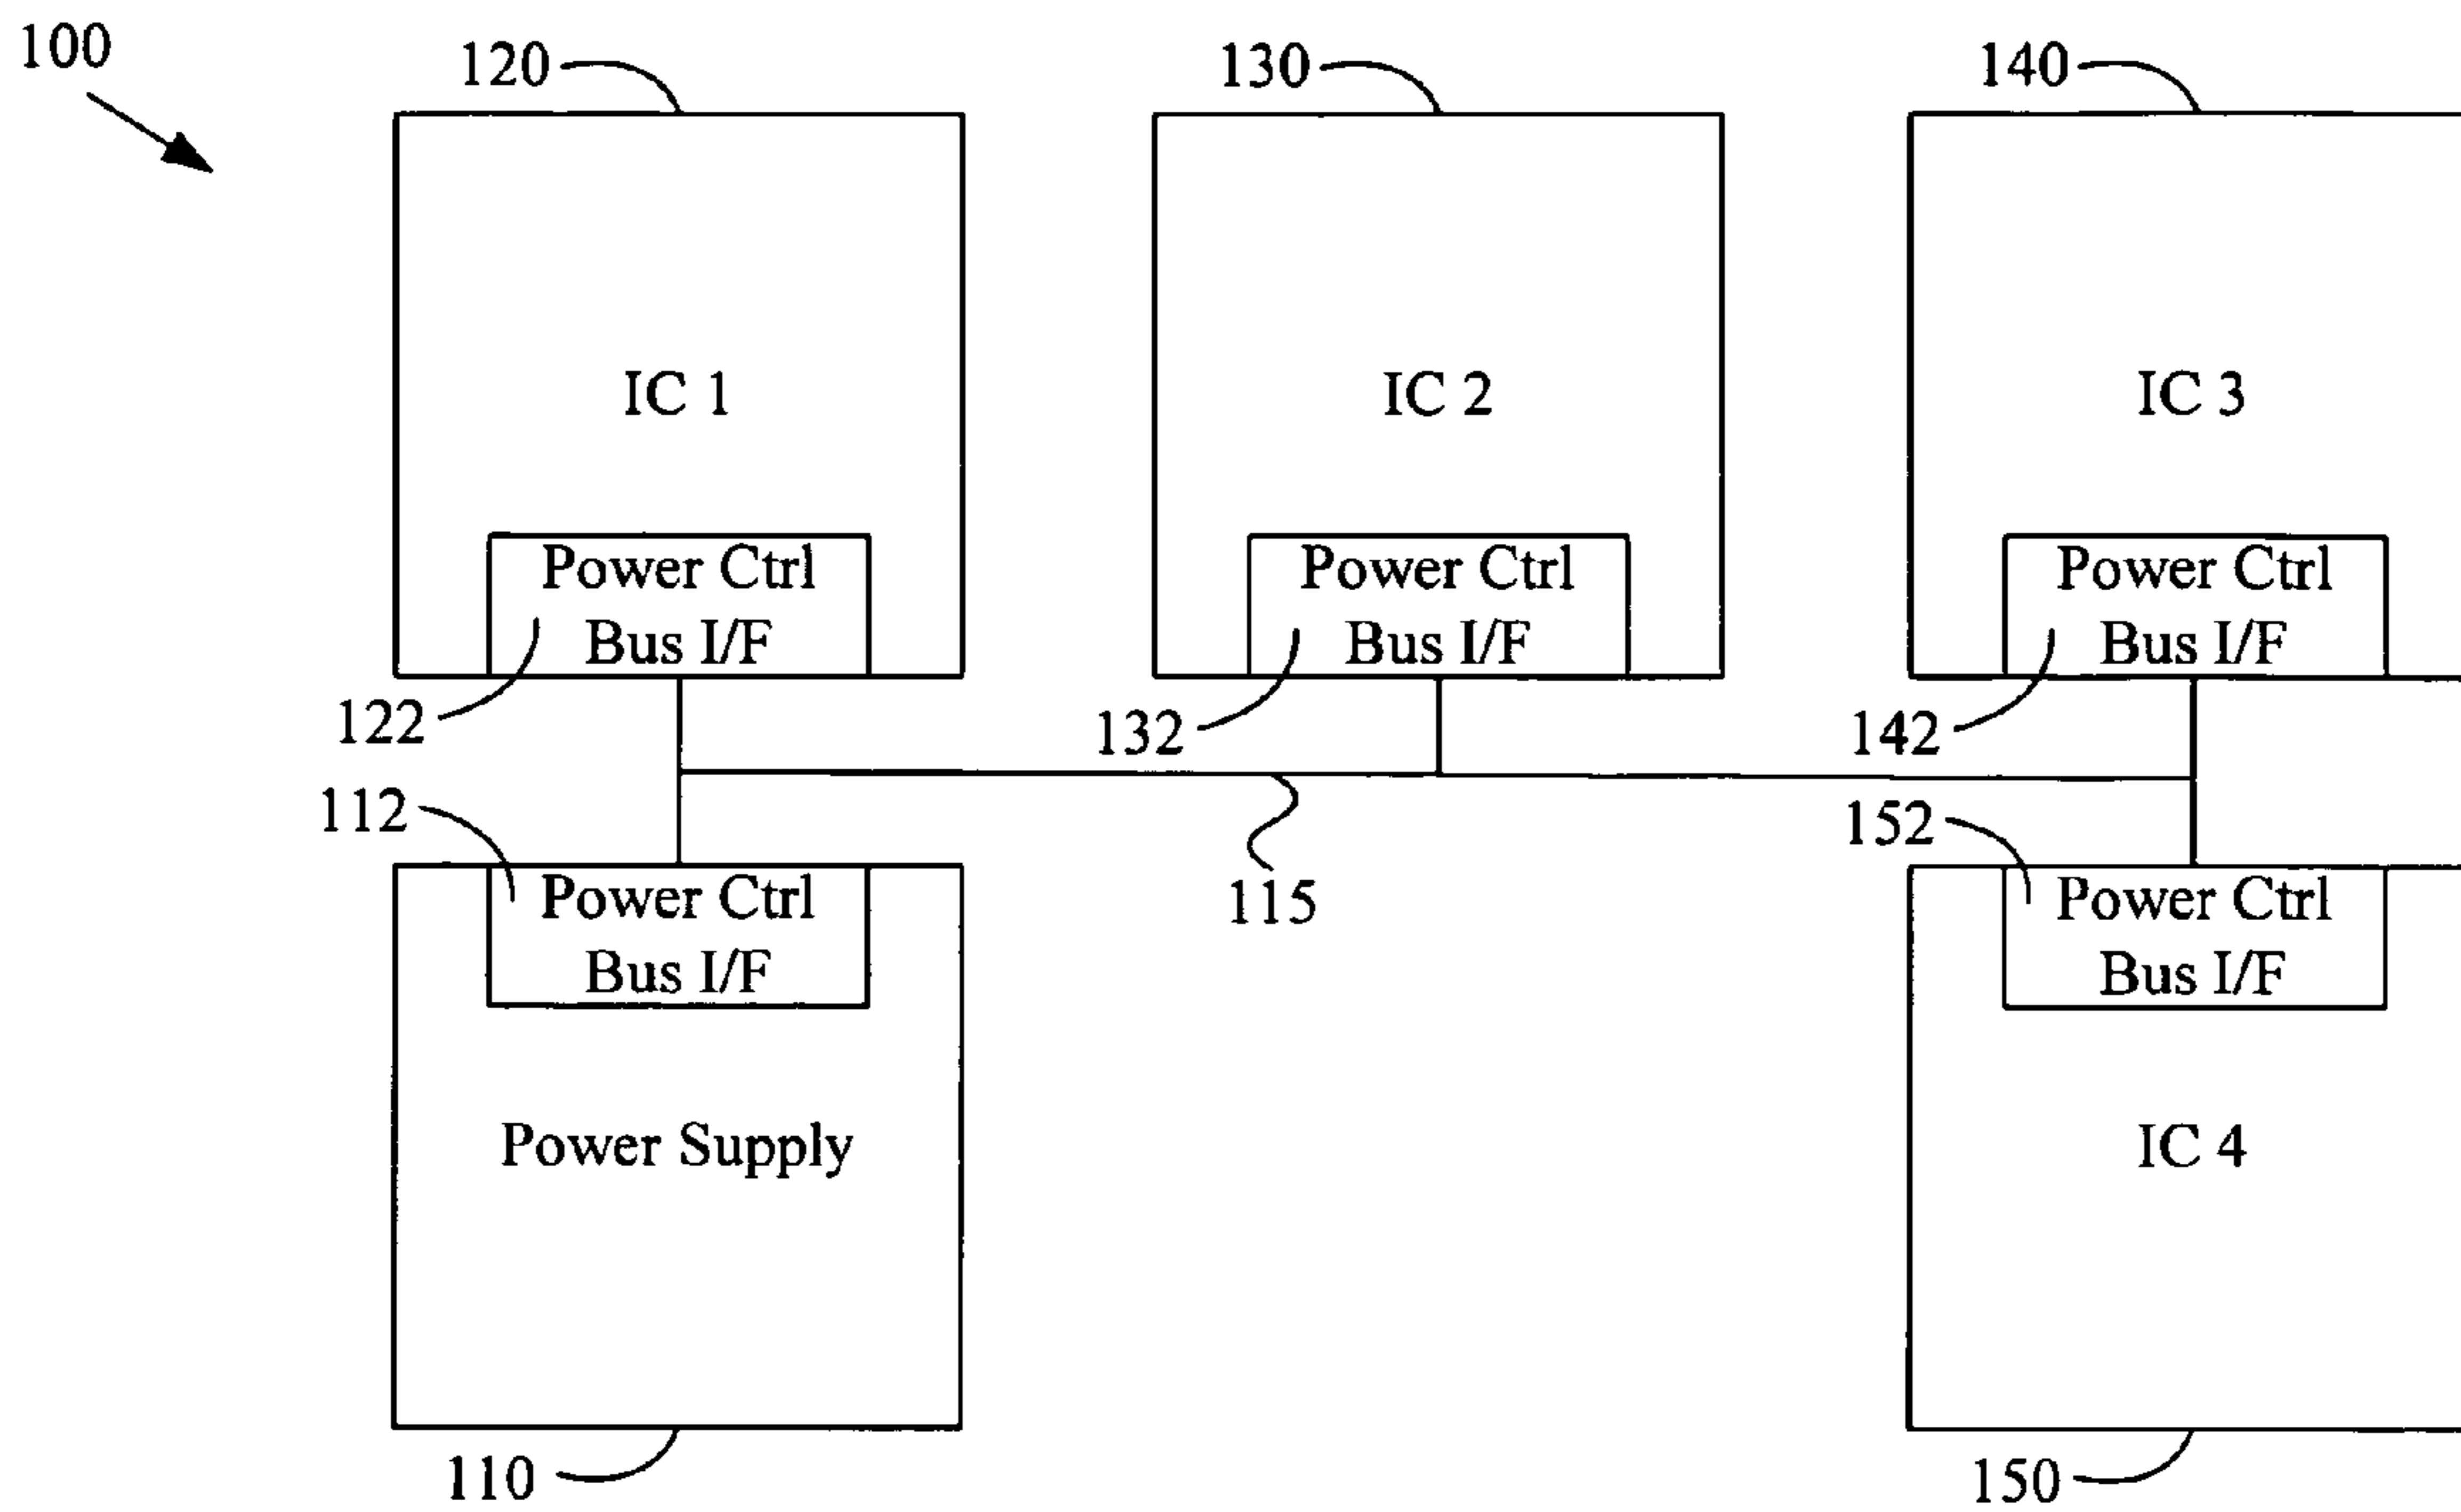 100
120
130
140
IC 1
IC 2
IC 3
Power Ctrl
Bus I/F
Power Ctrl
Bus I/F
Power Ctrl
Bus I/F
122
132
142
112
115
152
Power Ctrl
Bus I/F
Power Ctrl
Bus I/F
Power Supply
IC 4
110
150